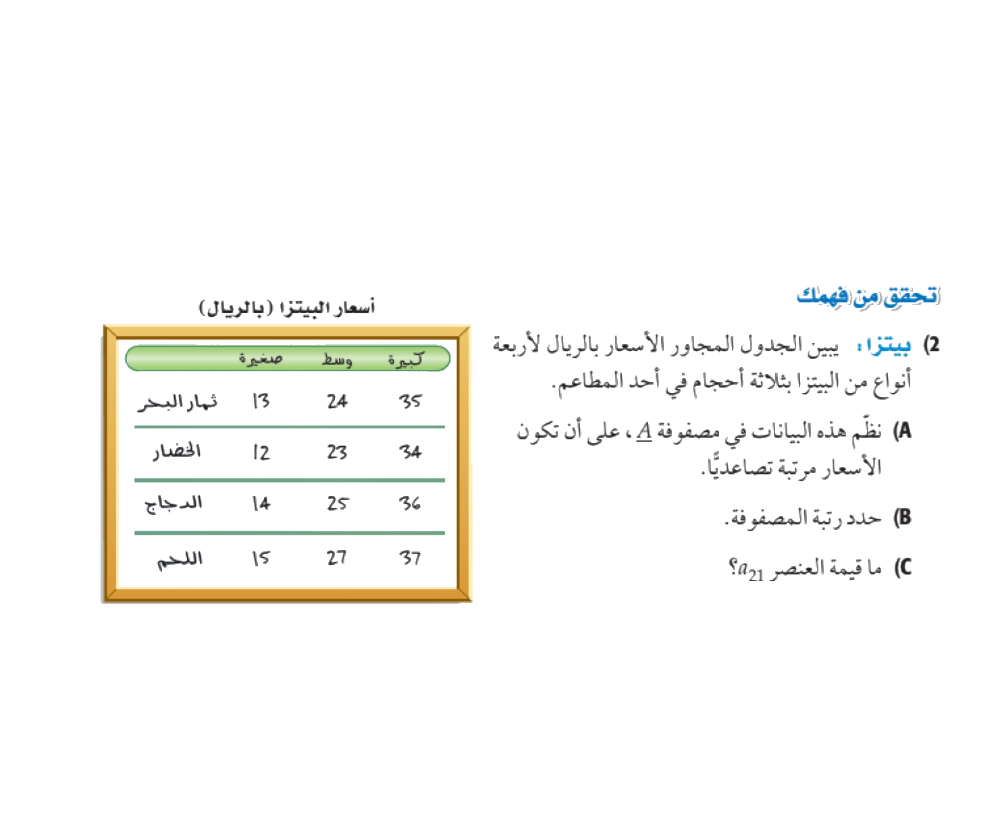 تحقق من فهمك
2) بيتزا: يبين الجدول المجاور الأسعار بالريال لأربعة
أنواع من البيتزا بثلاثة أحجام في أحد المطاعم.
A) نظّم هذه البيانات في مصفوفة A ، على أن تكون
الأسعار مرتبة تصاعديًّا.
B) حدد رتبة المصفوفة.
C) ما قيمة العنصر a21؟
أسعار البيتزا (بالريال)
صغيرة وسط كبيرة
ثمار البحر 13 24 35
الخضار 12 23 34
الدجاج 14 25 36
اللحم 15 27 37